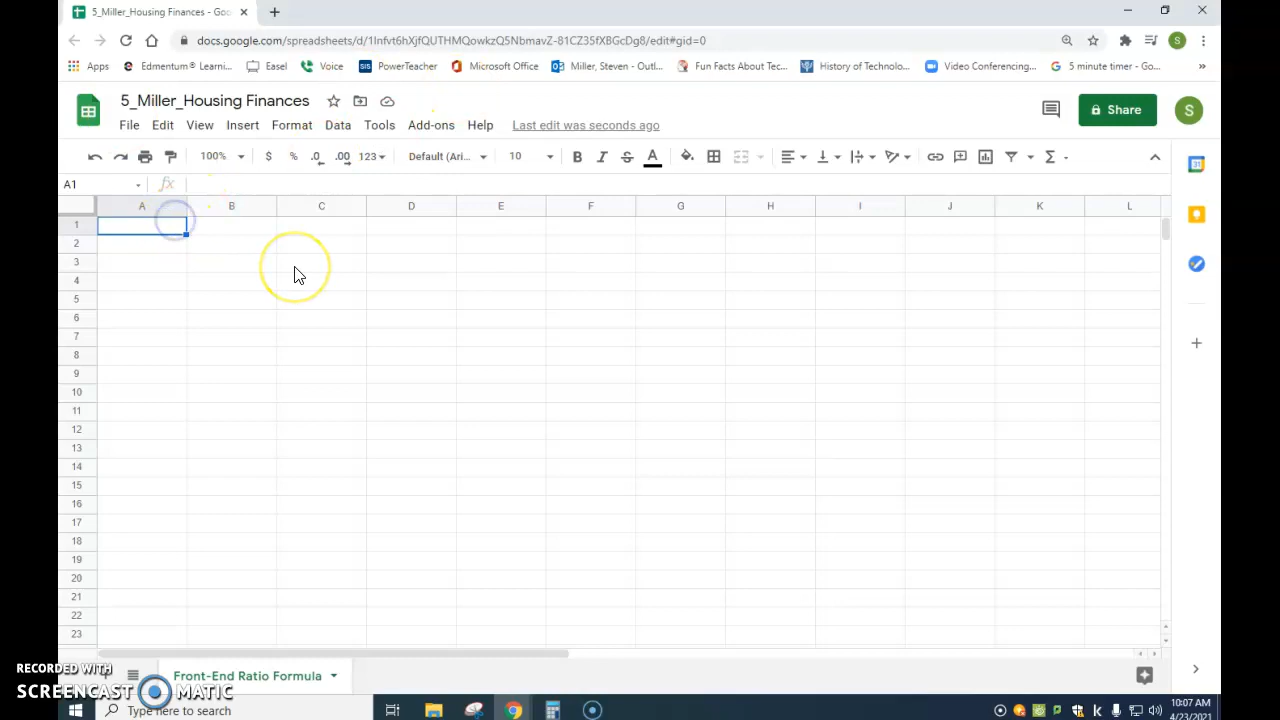 5_Miller_Housing Finances - Goo
docs.google.com/spreadsheets/d/1Infvt6hXjfQUTHMQowkzQ5NbmavZ-81CZ35fXBGcDg8/edit#gid=0
Apps Edmentum® Learni... Easel Voice SIS PowerTeacher Microsoft Office Miller, Steven - Outl... Fun Facts About Tec... History of Technolo... Video Conferencing,... 5 minute timer - Go... »
5_Miller_Housing Finances
Share
S
File Edit View Insert Format Data Tools Add-ons Help Last edit was seconds ago
100% $ % .0 .00 123 Default (Ari... 10 B I S A
A1 fx
A B C D E F G H I J K L
1
2
3
4
5
6
7
8
9
10
11
12
13
14
15
16
17
18
19
20
21
22
23
Front-End Ratio Formula
RECORDED WITH
SCREENCAST MATIC
Type here to search
10:07 AM
4/23/2021